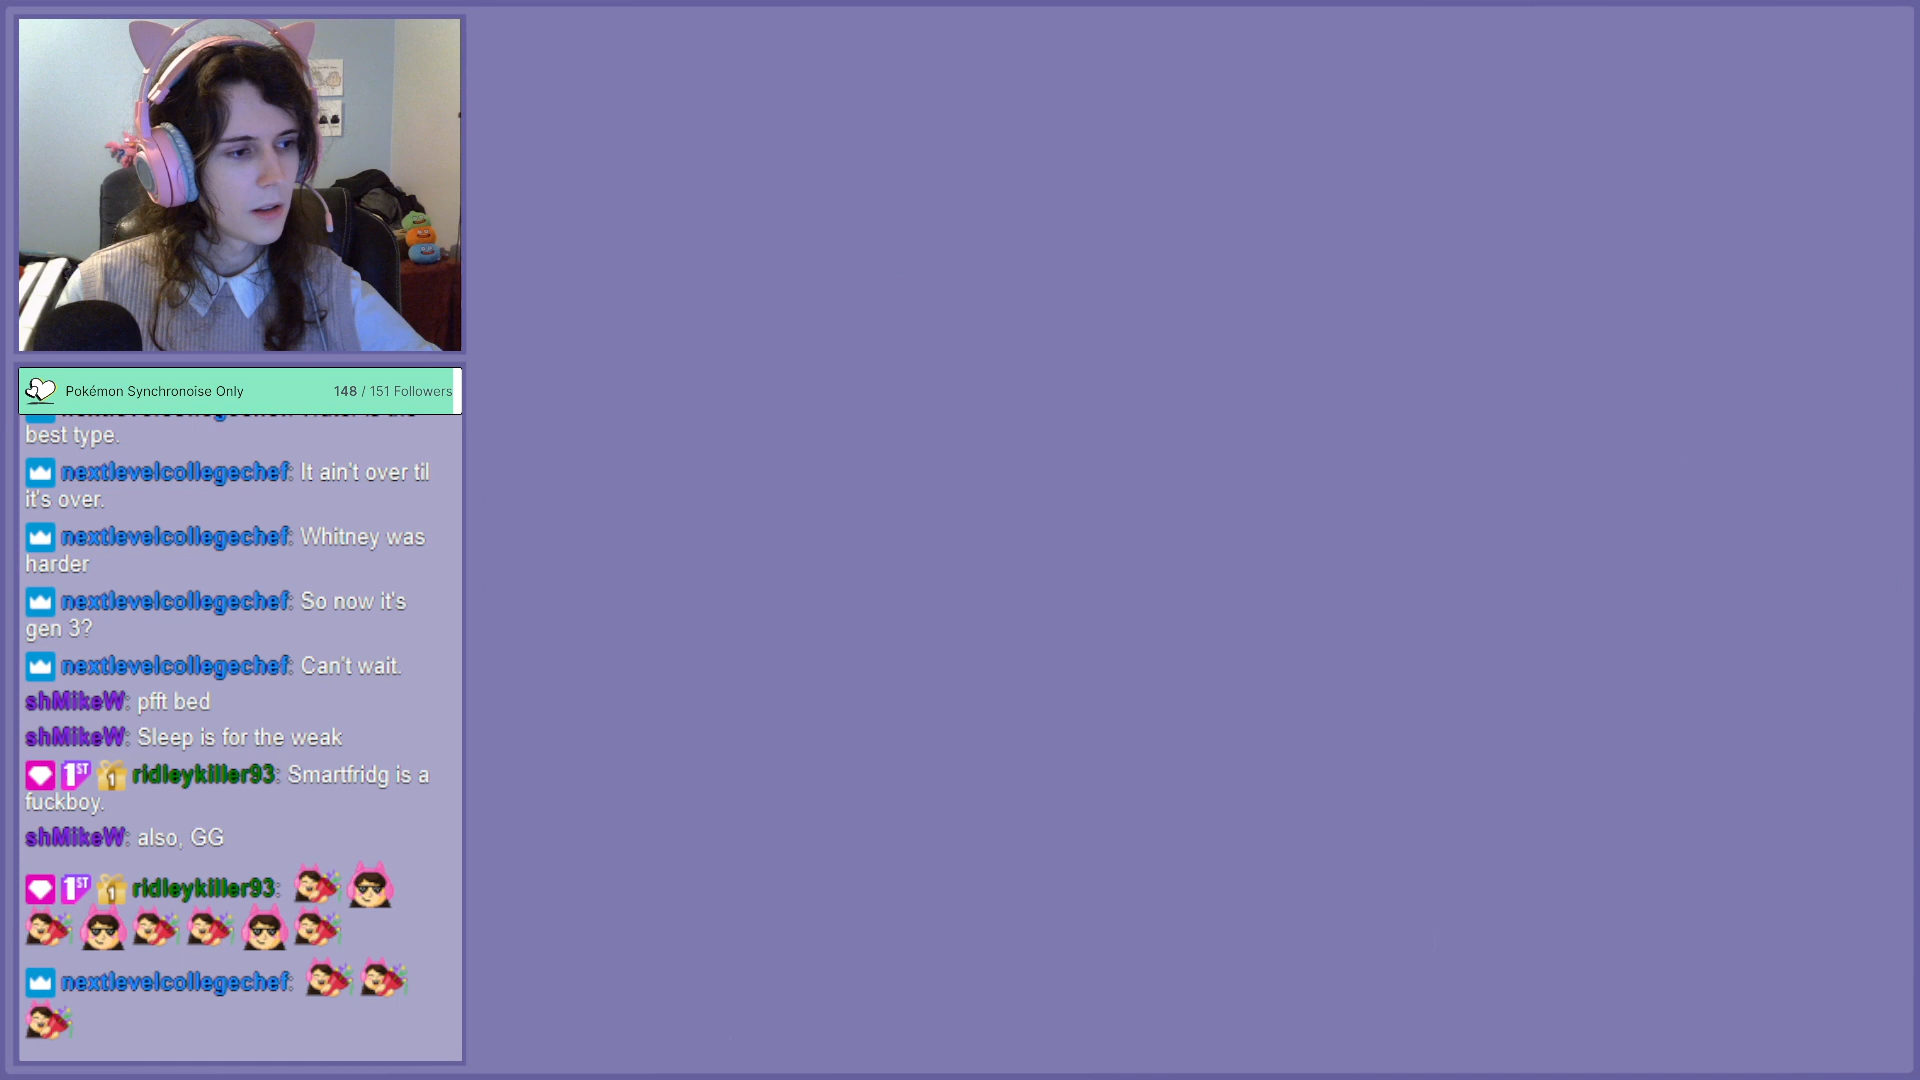 Pokémon Synchronoise Only 148 / 151 Followers
best type.
nextlevelcollegechef: It ain't over til
it's over.
nextlevelcollegechef: Whitney was
harder
nextlevelcollegechef: So now it's
gen 3?
nextlevelcollegechef: Can't wait.
shMikeW: pfft bed
shMikeW: Sleep is for the weak
1ST 1 ridleykiller93: Smartfridg is a
fuckboy.
shMikeW: also, GG
1ST 1 ridleykiller93:
nextlevelcollegechef: